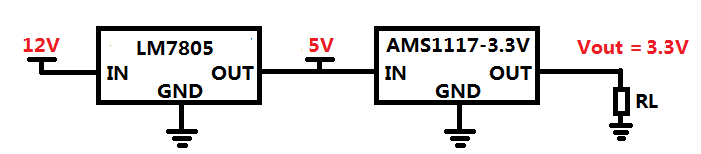 12V
LM7805
IN
OUT
GND
5V
AMS1117-3.3V
IN
OUT
GND
Vout = 3.3V
RL